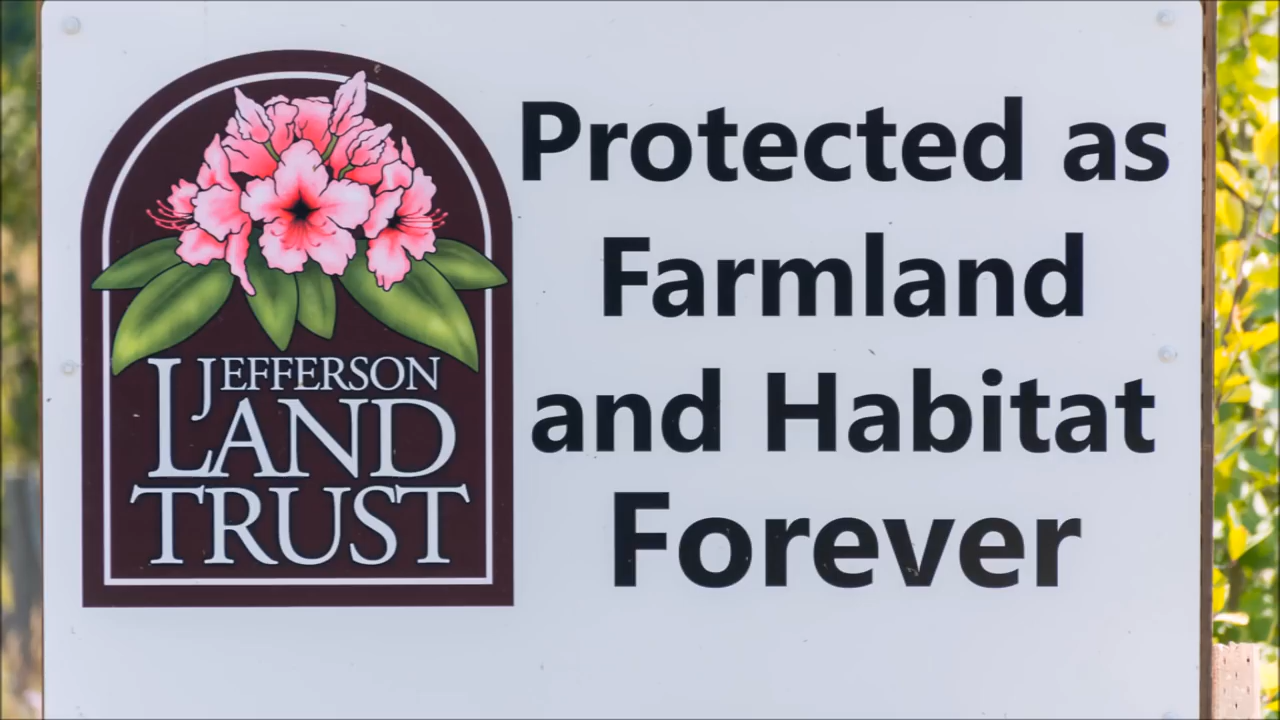 JEFFERSON
LAND
TRUST
Protected as
Farmland
and Habitat
Forever